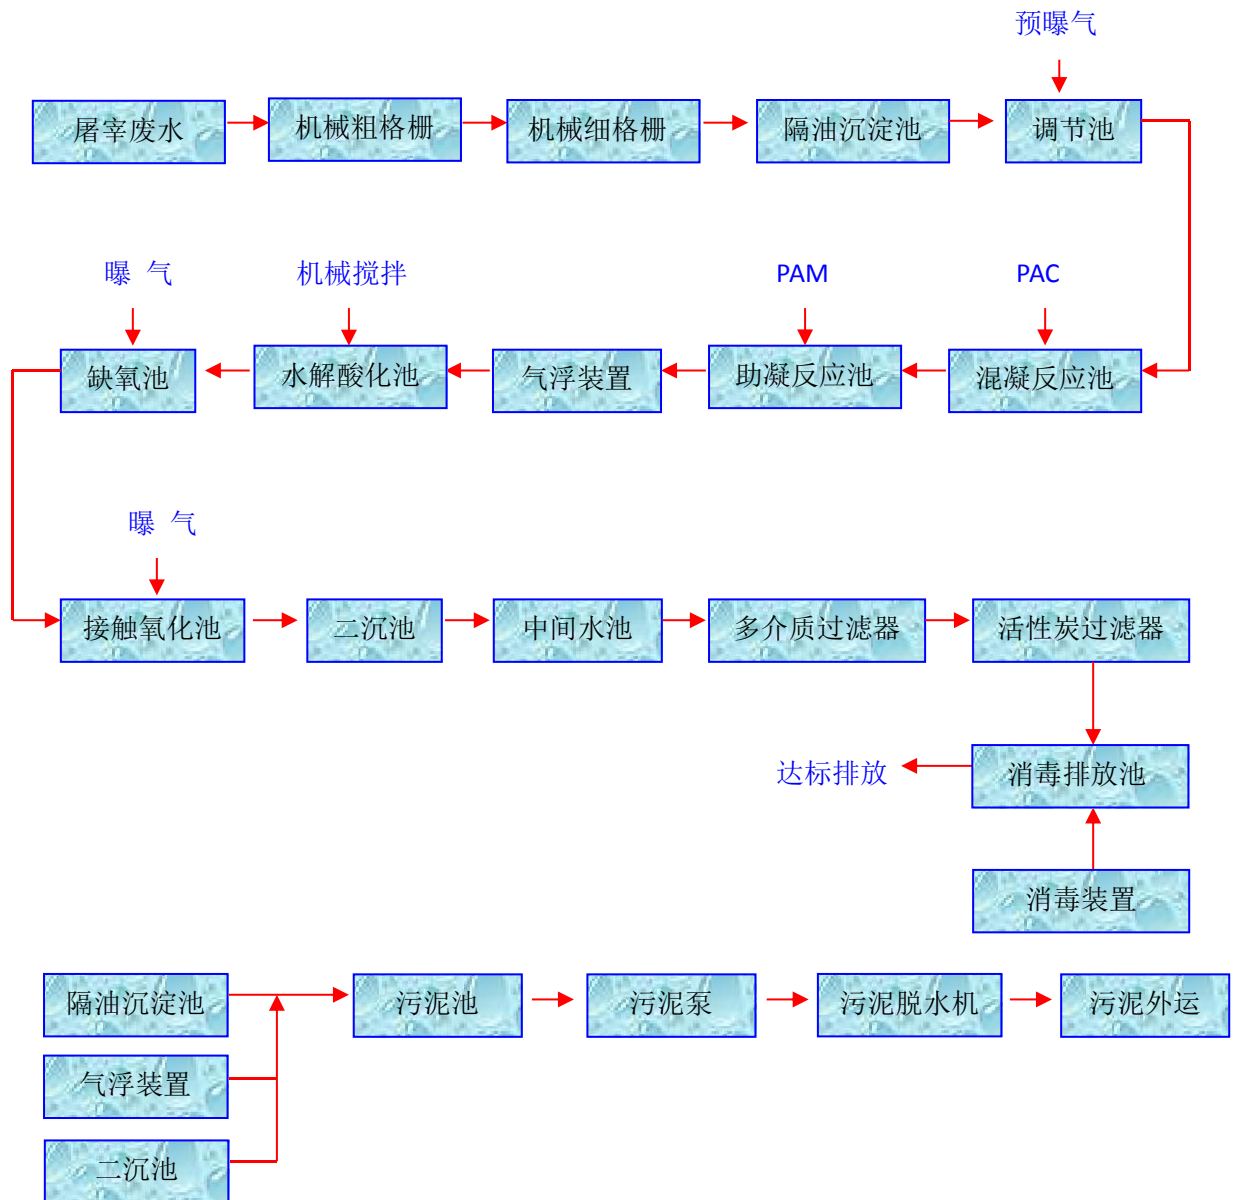 预曝气
屠宰废水
机械粗格栅
机械细格栅
隔油沉淀池
调节池
曝 气
机械搅拌
PAM
PAC
缺氧池
水解酸化池
气浮装置
助凝反应池
混凝反应池
曝 气
接触氧化池
二沉池
中间水池
多介质过滤器
活性炭过滤器
达标排放
消毒排放池
消毒装置
隔油沉淀池
污泥池
污泥泵
污泥脱水机
污泥外运
气浮装置
二沉池